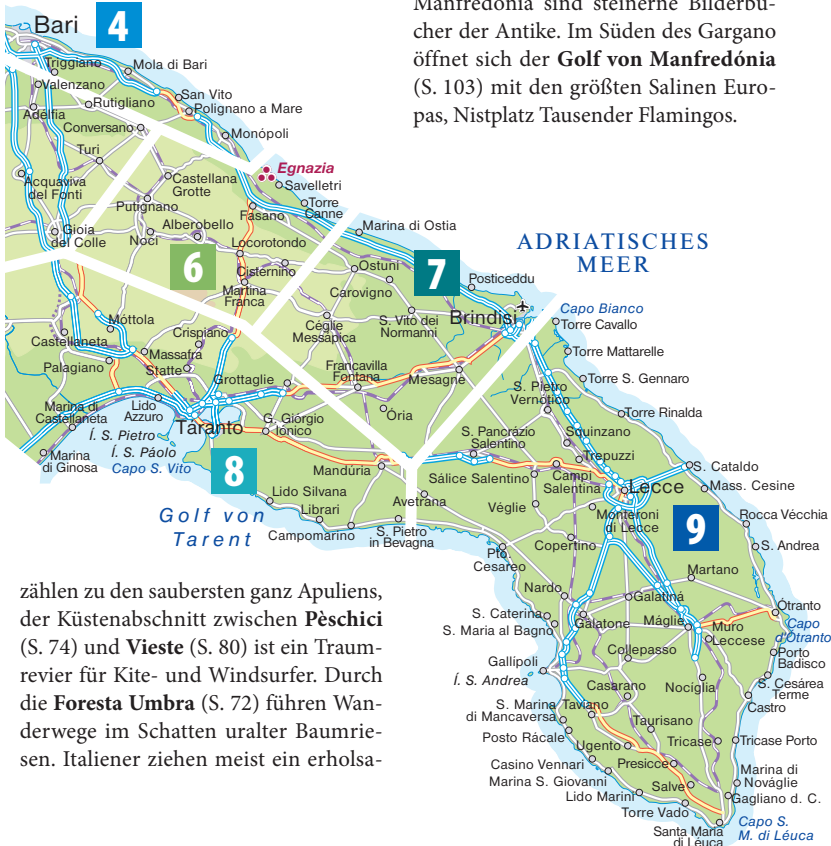 Manfredonia sind steinerne Bilderbü-
cher der Antike. Im Süden des Gargano
öffnet sich der Golf von Manfredónia
(S. 103) mit den größten Salinen Euro-
pas, Nistplatz Tausender Flamingos.
Bari
4
Triggiano
Mola di Bari
Valenzano
San Vito
Rutigliano
Polignano a Mare
Adelfia
Conversano
Monópoli
Turi
Egnazia
Castellana
Grotte
Savelletri
Acquaviva
del Fonti
Torre
Canne
Putignano
Fasano
Alberobello
Marina di Ostia
Gioia
del Colle
Noci
Locorotondo
ADRIATISCHES
MEER
6
Cisternino
Ostuni
7
Posticeddu
Martina
Franca
Carovigno
Capo Bianco
Móttola
Céglie
Messápica
S. Vito dei
Normanni
Brindisi
Torre Cavallo
Crispiano
Castellaneta
Massafra
Torre Mattarelle
Palagiano
Statte
Francavilla
Fontana
Grottaglie
Mesagne
Torre S. Gennaro
S. Pietro
Vernótico
Marina di
Castellaneta
Lido
Azzuro
Taranto
G. Giórgio
Iónico
Ória
Torre Rinalda
Í. S. Pietro
S. Pancrázio
Salentino
Squinzano
Í. S. Páolo
Trepuzzi
Marina
di Ginosa
Capo S. Vito
8
Mandúria
S. Cataldo
Sálice Salentino
Campi
Salentina
Lecce
Mass. Cesine
Lido Silvana
Avetrana
Golf von
Tarent
Librari
Véglie
Monteroni
di Lecce
9
Rocca Vécchia
Campomarino
S. Pietro
in Bevagna
Copertino
S. Andrea
Pto.
Cesareo
Martano
zählen zu den saubersten ganz Apuliens,
der Küstenabschnitt zwischen Pèschici
(S. 74) und Vieste (S. 80) ist ein Traum-
revier für Kite- und Windsurfer. Durch
die Foresta Umbra (S. 72) führen Wan-
derwege im Schatten uralter Baumrie-
sen. Italiener ziehen meist ein erholsa-
Nardo
Galatiná
Ótranto
S. Caterina
Galatone
Máglie
Muro
Leccese
Capo
d'Otranto
S. Maria al Bagno
Collepasso
Porto
Badisco
Gallípoli
Í. S. Andrea
Casarano
Nociglia
S. Cesárea
Terme
S. Marina
di Mancaversa
Taviano
Castro
Taurisano
Posto Rácale
Ugento
Tricase
Tricase Porto
Casino Vennari
Presicce
Marina di
Nováglie
Marina S. Giovanni
Salve
Lido Marini
Gagliano d. C.
Torre Vado
Santa Maria
di Léuca
Capo S.
M. di Léuca